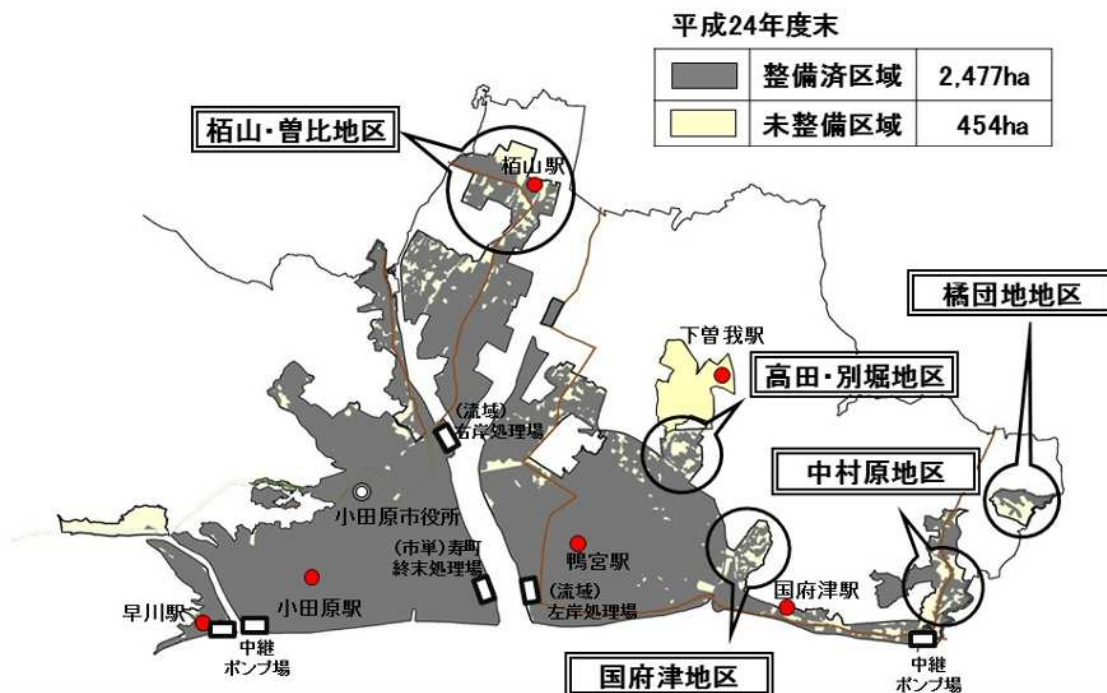 平成24年度末
整備済区域 2,477ha
未整備区域 454ha
栢山・曽比地区
栢山駅
橘団地地区
下曽我駅
高田・別堀地区
(流域)
右岸処理場
中村原地区
小田原市役所
(市単)寿町
終末処理場
鴨宮駅
小田原駅
(流域)
左岸処理場
国府津駅
早川駅
中継
ポンプ場
国府津地区
中継
ポンプ場